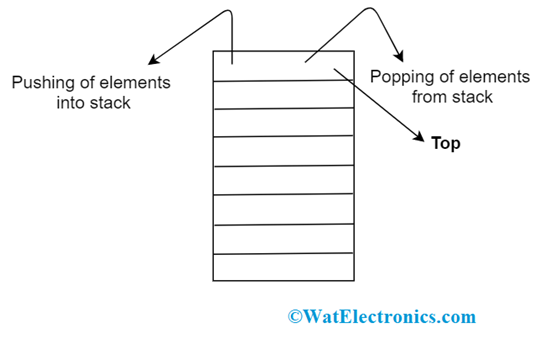 Pushing of elements
into stack
Popping of elements
from stack
Top
©WatElectronics.com